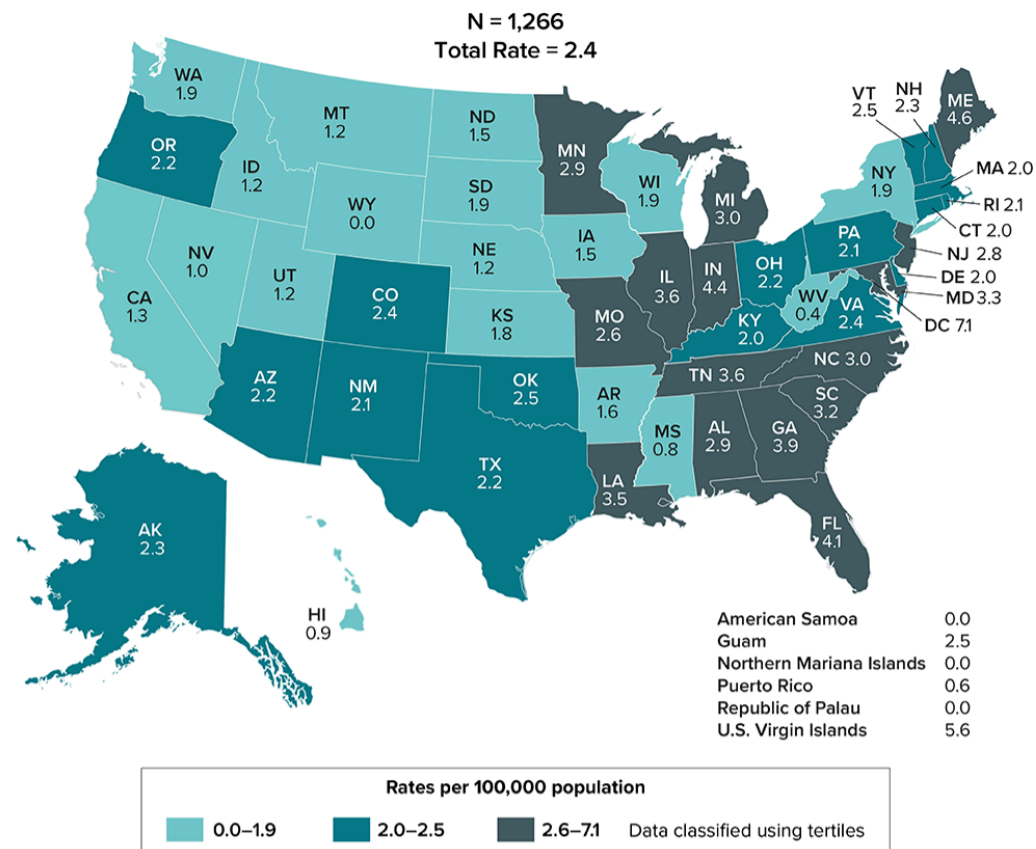 N = 1,266
Total Rate = 2.4
WA
1.9
OR
2.2
CA
1.3
NV
1.0
ID
1.2
MT
1.2
WY
0.0
UT
1.2
CO
2.4
AZ
2.2
NM
2.1
ND
1.5
SD
1.9
NE
1.2
KS
1.8
OK
2.5
TX
2.2
MN
2.9
IA
1.5
MO
2.6
AR
1.6
LA
3.5
WI
1.9
IL
3.6
MI
3.0
IN
4.4
OH
2.2
KY
2.0
TN 3.6
MS
0.8
AL
2.9
GA
3.9
FL
4.1
SC
3.2
NC 3.0
VA
2.4
WV
0.4
PA
2.1
NY
1.9
VT
2.5
NH
2.3
ME
4.6
MA 2.0
RI 2.1
CT 2.0
NJ 2.8
DE 2.0
MD 3.3
DC 7.1
AK
2.3
HI
0.9
American Samoa 0.0
Guam 2.5
Northern Mariana Islands 0.0
Puerto Rico 0.6
Republic of Palau 0.0
U.S. Virgin Islands 5.6
Rates per 100,000 population
0.0–1.9 2.0–2.5 2.6–7.1 Data classified using tertiles